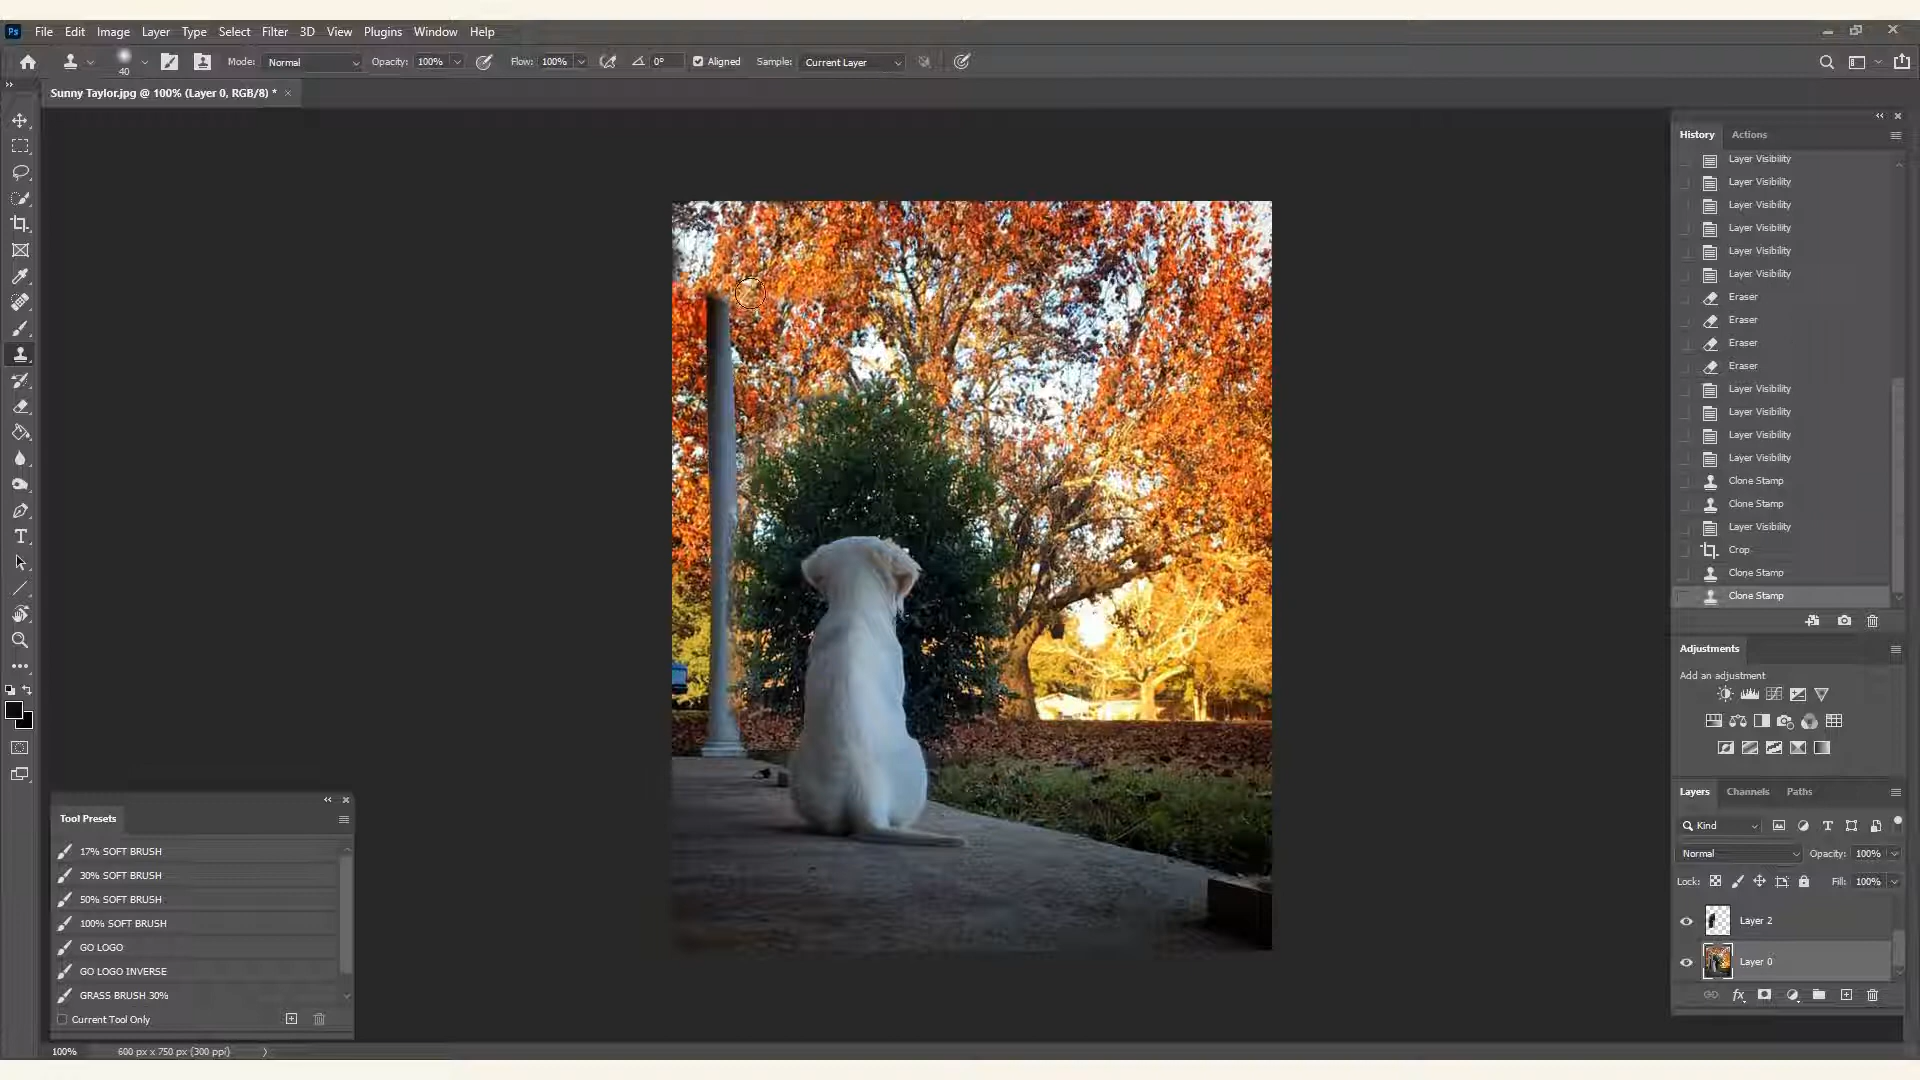 Ps File Edit Image Layer Type Select Filter 3D View Plugins Window Help
40 Mode: Normal Opacity: 100% Flow: 100% 0° Aligned Sample: Current Layer
Sunny Taylor.jpg @ 100% (Layer 0, RGB/8) *
History Actions
Layer Visibility
Layer Visibility
Layer Visibility
Layer Visibility
Layer Visibility
Layer Visibility
Eraser
Eraser
Eraser
Eraser
Layer Visibility
Layer Visibility
Layer Visibility
Layer Visibility
Clone Stamp
Clone Stamp
Layer Visibility
Crop
Clone Stamp
Clone Stamp
Adjustments
Add an adjustment
Layers Channels Paths
Kind
Normal Opacity: 100%
Lock: Fill: 100%
Layer 2
Layer 0
fx
Tool Presets
17% SOFT BRUSH
30% SOFT BRUSH
50% SOFT BRUSH
100% SOFT BRUSH
GO LOGO
GO LOGO INVERSE
GRASS BRUSH 30%
Current Tool Only
100% 600 px x 750 px (300 ppi)